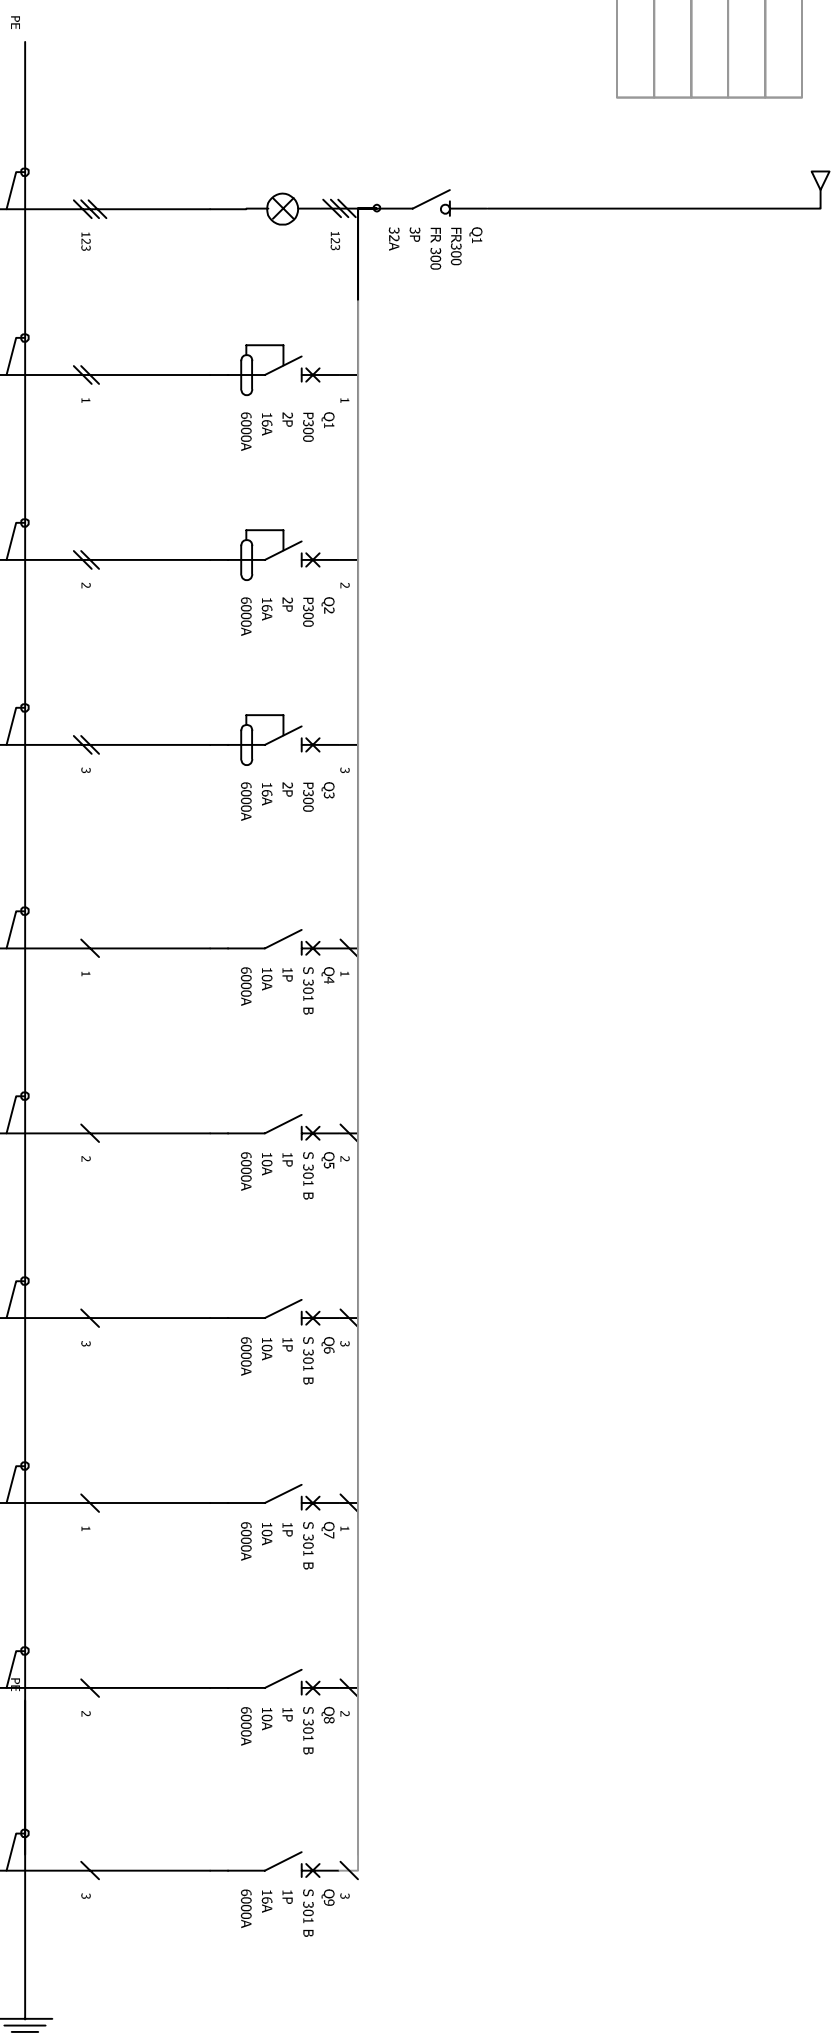 PE
Q1
FR300
FR 300
3P
32A
123
123
1
Q1
P300
2P
16A
6000A
1
2
Q2
P300
2P
16A
6000A
2
3
Q3
P300
2P
16A
6000A
3
1
Q4
S 301 B
1P
10A
6000A
1
2
Q5
S 301 B
1P
10A
6000A
2
3
Q6
S 301 B
1P
10A
6000A
3
1
Q7
S 301 B
1P
10A
6000A
1
2
Q8
S 301 B
1P
10A
6000A
2
PE
3
Q9
S 301 B
1P
16A
6000A
3